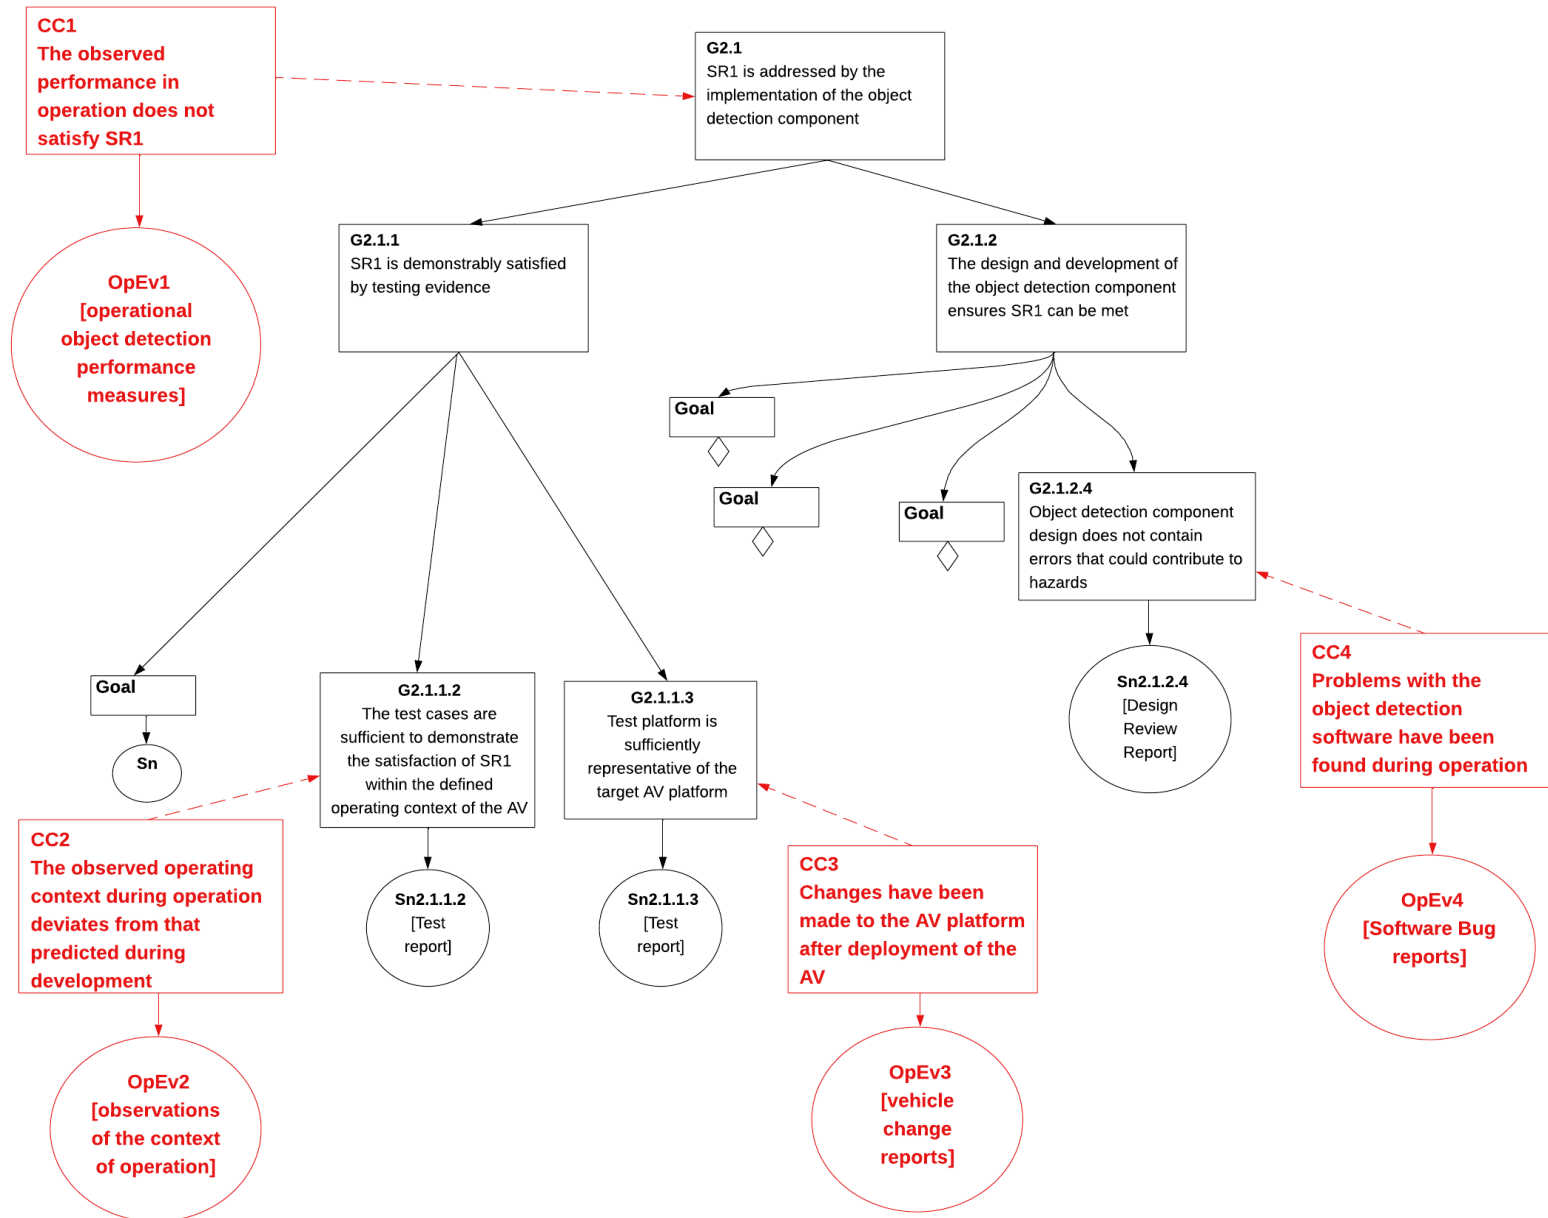 CC1
The observed
performance in
operation does not
satisfy SR1
G2.1
SR1 is addressed by the
implementation of the object
detection component
OpEv1
[operational
object detection
performance
measures]
G2.1.1
SR1 is demonstrably satisfied
by testing evidence
G2.1.2
The design and development of
the object detection component
ensures SR1 can be met
Goal
Goal
Goal
G2.1.2.4
Object detection component
design does not contain
errors that could contribute to
hazards
Goal
Sn
G2.1.1.2
The test cases are
sufficient to demonstrate
the satisfaction of SR1
within the defined
operating context of the AV
G2.1.1.3
Test platform is
sufficiently
representative of the
target AV platform
Sn2.1.2.4
[Design
Review
Report]
CC4
Problems with the
object detection
software have been
found during operation
CC2
The observed operating
context during operation
deviates from that
predicted during
development
Sn2.1.1.2
[Test
report]
Sn2.1.1.3
[Test
report]
CC3
Changes have been
made to the AV platform
after deployment of the
AV
OpEv4
[Software Bug
reports]
OpEv2
[observations
of the context
of operation]
OpEv3
[vehicle
change
reports]